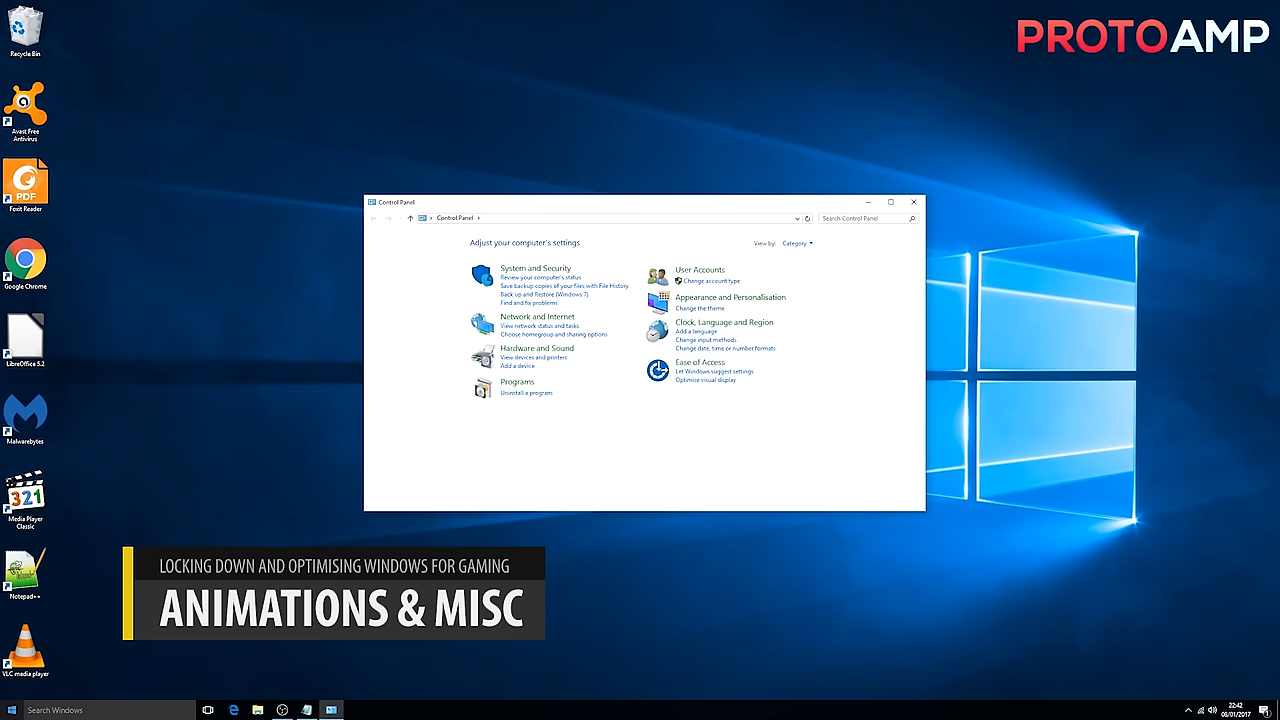 Recycle Bin
Avast Free
Antivirus
PDF
Foxit Reader
Google Chrome
LibreOffice 5.2
Malwarebytes
321
Media Player
Classic
Notepad++
VLC media player
PROTOAMP
Control Panel
Control Panel
Search Control Panel
Adjust your computer's settings
View by: Category
System and Security
Review your computer's status
Save backup copies of your files with File History
Back up and Restore (Windows 7)
Find and fix problems
Network and Internet
View network status and tasks
Choose homegroup and sharing options
Hardware and Sound
View devices and printers
Add a device
Programs
Uninstall a program
User Accounts
Change account type
Appearance and Personalisation
Change the theme
Clock, Language and Region
Add a language
Change input methods
Change date, time or number formats
Ease of Access
Let Windows suggest settings
Optimise visual display
LOCKING DOWN AND OPTIMISING WINDOWS FOR GAMING
ANIMATIONS & MISC
Search Windows
22:42
08/01/2017